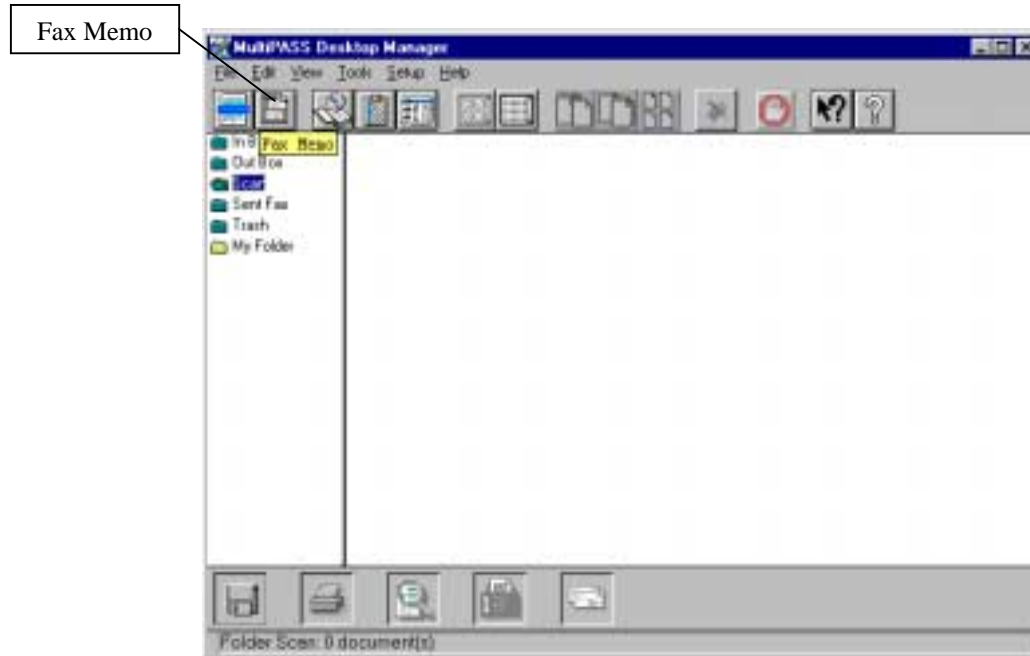 Fax Memo
MultiPASS Desktop Manager
File Edit View Tools Setup Help
In B
Fax Memo
Out Box
Scan
Sent Fax
Trash
My Folder
Folder Scan: 0 document(s)